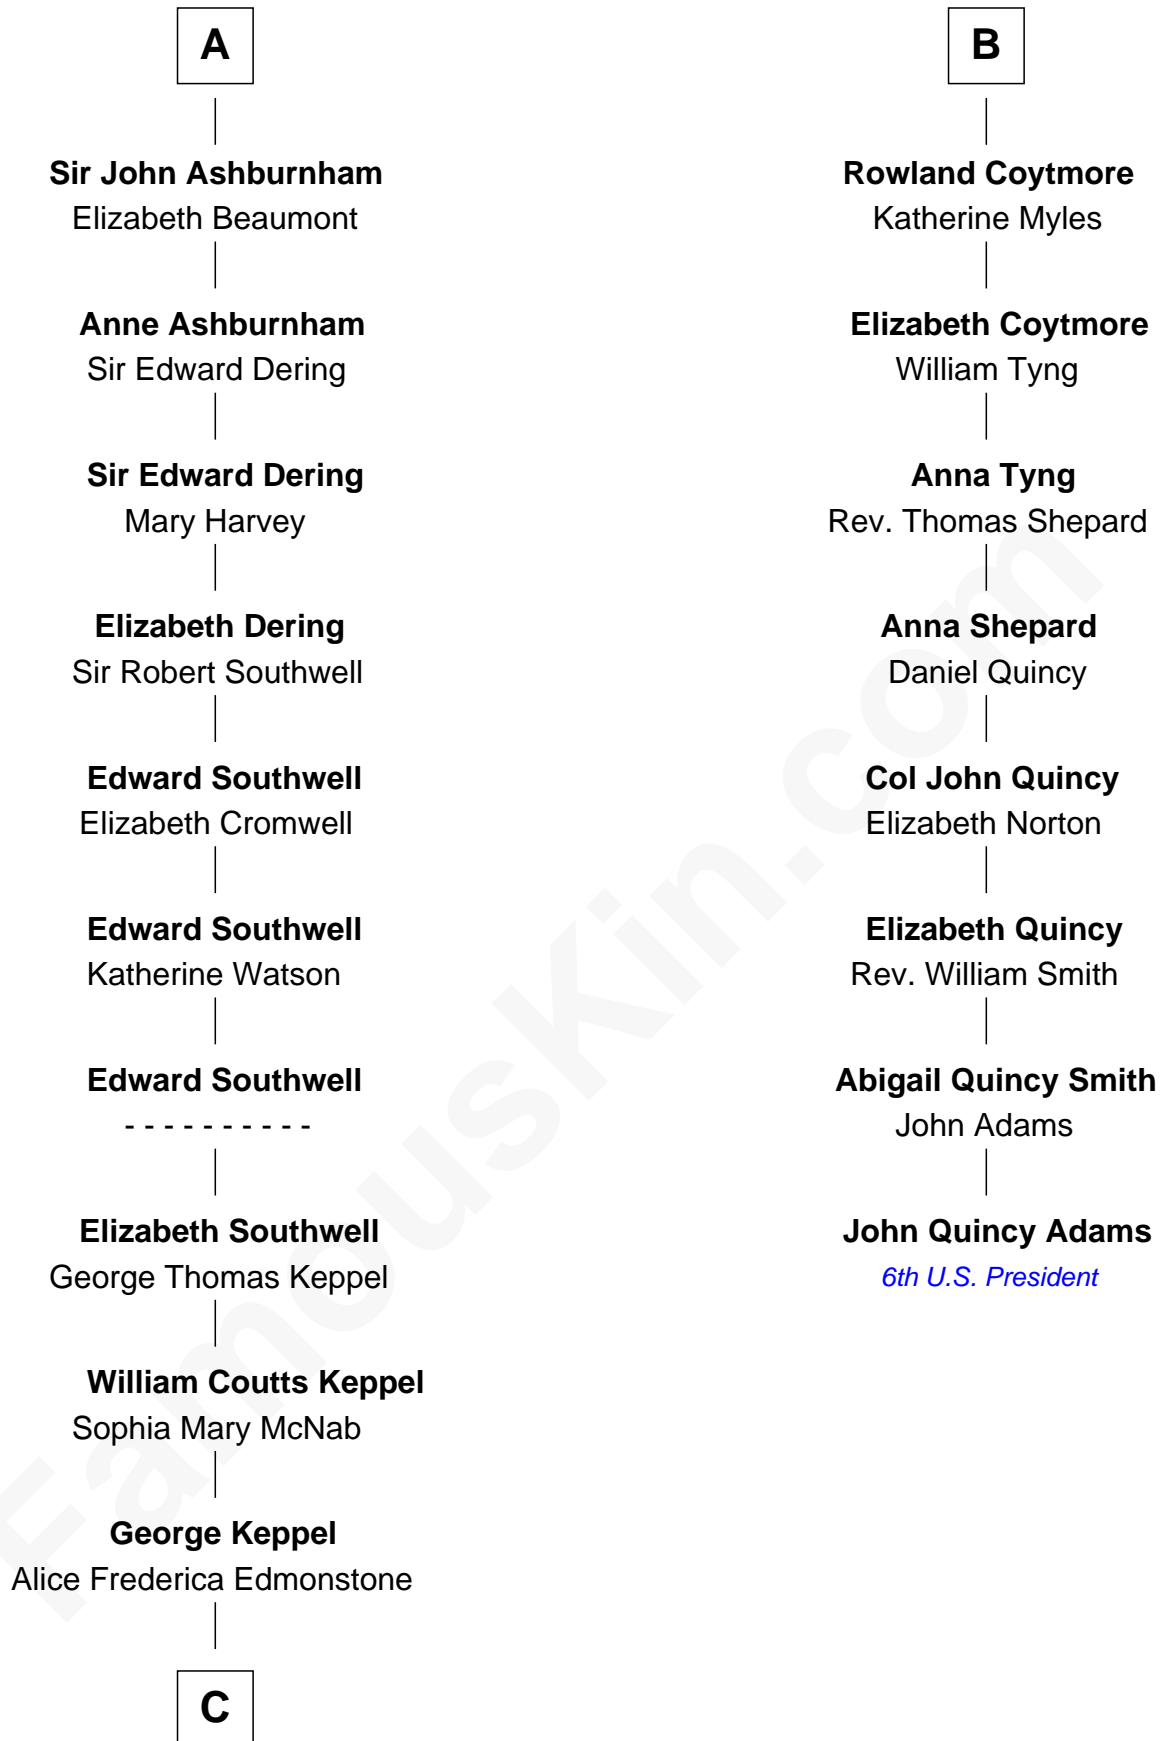 A
Sir John Ashburnham
Elizabeth Beaumont
Anne Ashburnham
Sir Edward Dering
Sir Edward Dering
Mary Harvey
Elizabeth Dering
Sir Robert Southwell
Edward Southwell
Elizabeth Cromwell
Edward Southwell
Katherine Watson
Edward Southwell
- - - - - - - - - -
Elizabeth Southwell
George Thomas Keppel
William Coutts Keppel
Sophia Mary McNab
George Keppel
Alice Frederica Edmonstone
C
B
Rowland Coytmore
Katherine Myles
Elizabeth Coytmore
William Tyng
Anna Tyng
Rev. Thomas Shepard
Anna Shepard
Daniel Quincy
Col John Quincy
Elizabeth Norton
Elizabeth Quincy
Rev. William Smith
Abigail Quincy Smith
John Adams
John Quincy Adams
6th U.S. President
FamousKin.com